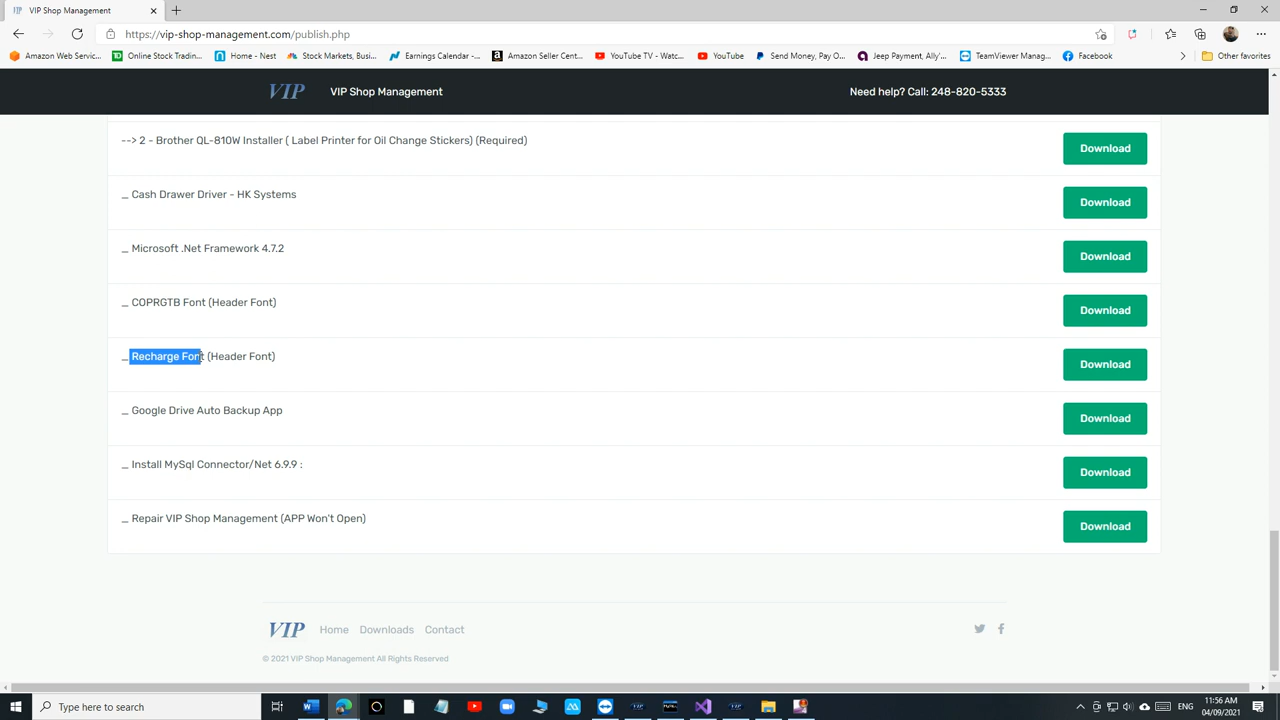 VIP Shop Management
https://vip-shop-management.com/publish.php
Amazon Web Servic...
Online Stock Tradin...
Home - Nest
Stock Markets, Busi...
Earnings Calendar -...
Amazon Seller Cent...
YouTube TV - Watc...
YouTube
Send Money, Pay O...
Jeep Payment, Ally'...
TeamViewer Manag...
Facebook
Other favorites
VIP
VIP Shop Management
Need help? Call: 248-820-5333
--> 2 - Brother QL-810W Installer ( Label Printer for Oil Change Stickers) (Required)
Download
_ Cash Drawer Driver - HK Systems
Download
_ Microsoft .Net Framework 4.7.2
Download
_ COPRGTB Font (Header Font)
Download
_ Recharge Font (Header Font)
Download
_ Google Drive Auto Backup App
Download
_ Install MySql Connector/Net 6.9.9 :
Download
_ Repair VIP Shop Management (APP Won't Open)
Download
VIP
Home
Downloads
Contact
© 2021 VIP Shop Management All Rights Reserved
Type here to search
ENG
11:56 AM
04/09/2021